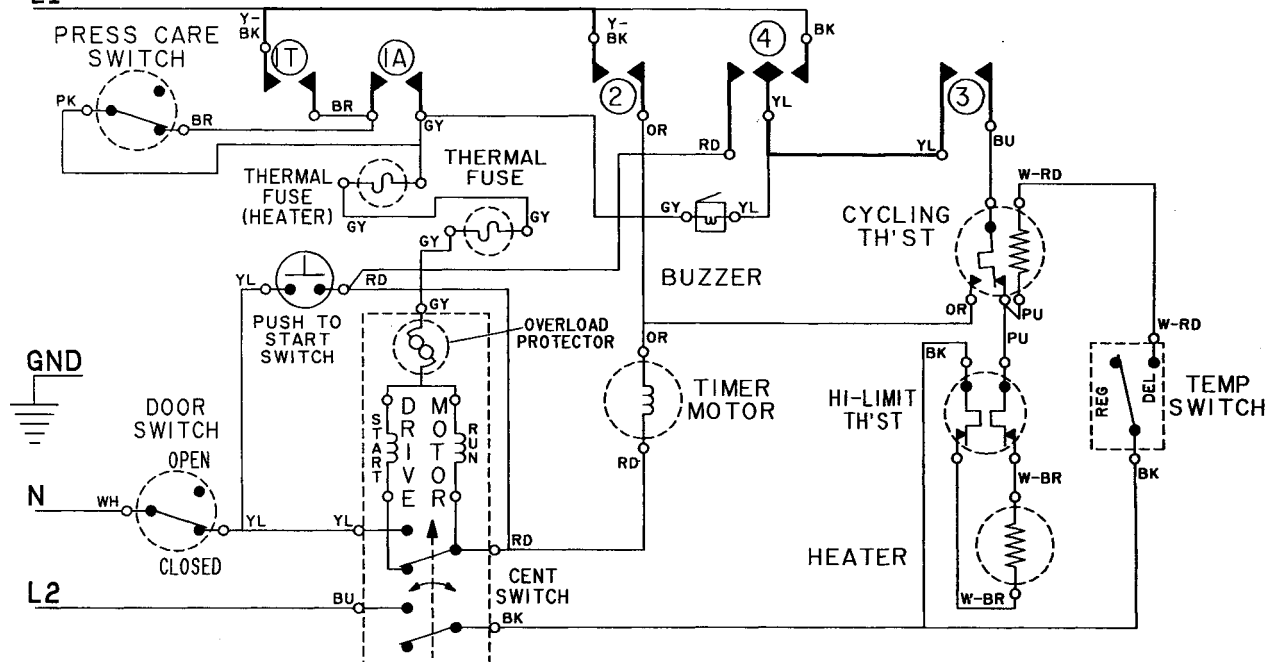 L1
Y-
BK
Y-
BK
BK
PRESS CARE
SWITCH
1T
1A
2
4
3
PK
BR
BR
GY
OR
RD
YL
YL
BU
THERMAL
FUSE
(HEATER)
GY
THERMAL
FUSE
GY
GY
GY
YL
W-RD
CYCLING
TH'ST
BUZZER
YL
RD
PUSH TO
START
SWITCH
GY
OVERLOAD
PROTECTOR
OR
PU
OR
PU
W-RD
BK
GND
DOOR
SWITCH
OPEN
CLOSED
START
DRIVE
MOTOR
RUN
TIMER
MOTOR
RD
HI-LIMIT
TH'ST
REG
DEL
TEMP
SWITCH
BK
W-BR
N
WH
YL
YL
RD
HEATER
CENT
SWITCH
W-BR
L2
BU
BK